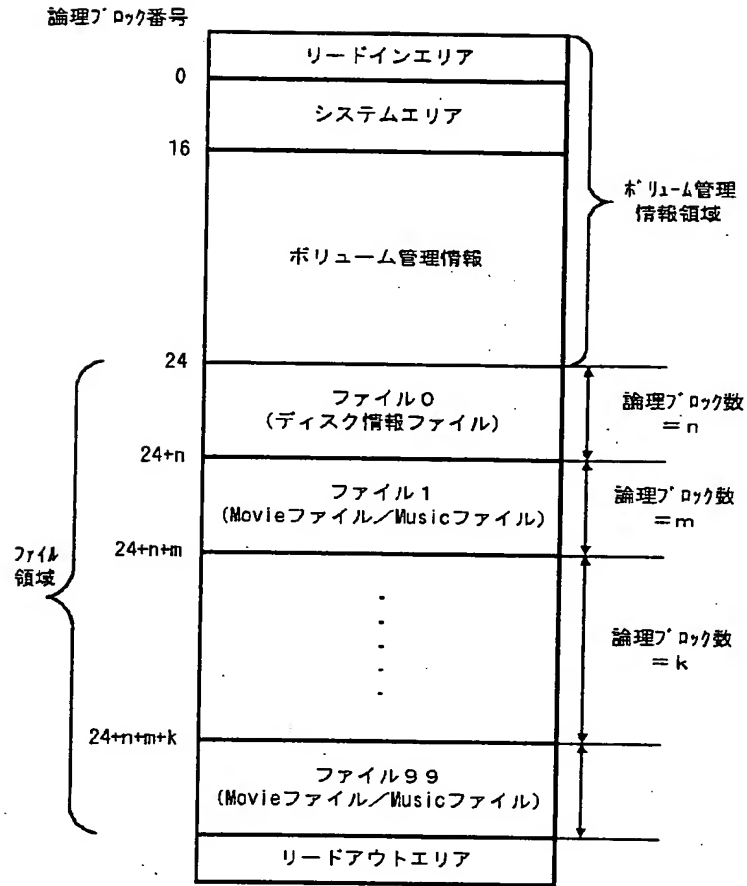 論理ブロック番号
リードインエリア
0
システムエリア
16
ボリューム管理
情報領域
ボリューム管理情報
24
ファイル0
(ディスク情報ファイル)
論理ブロック数
=n
24+n
ファイル1
(Movieファイル/Musicファイル)
論理ブロック数
=m
24+n+m
ファイル
領域
論理ブロック数
=k
24+n+m+k
ファイル99
(Movieファイル/Musicファイル)
リードアウトエリア